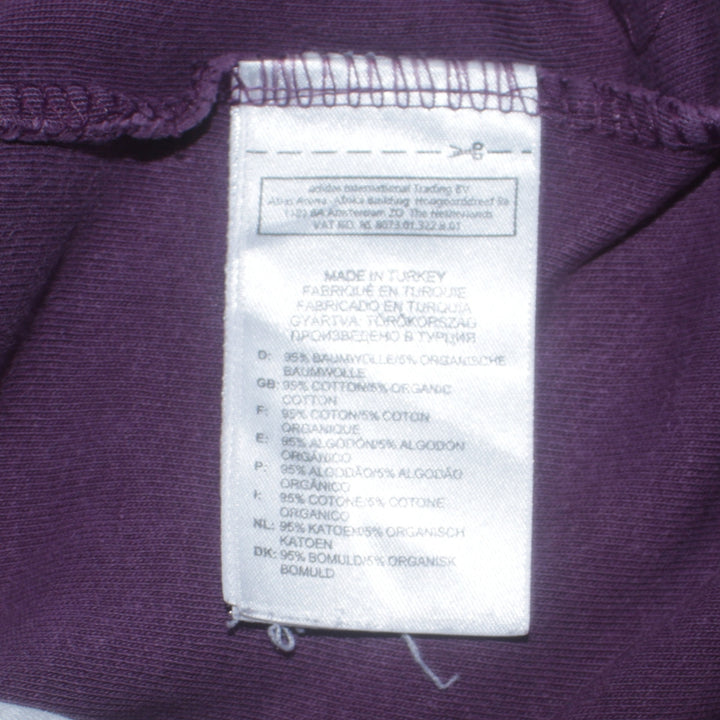 adidas International Trading BV
Atlas Arena, Afrika Building, Hoogoorddreef 9a
1101 BA Amsterdam ZO The Netherlands
VAT NO. NL 8073.01.322.B.01
MADE IN TURKEY
FABRIQUÉ EN TURQUIE
FABRICADO EN TURQUIA
GYÁRTVA: TÖRÖKORSZÁG
ПРОИЗВЕДЕНО В ТУРЦИЯ
D: 95% BAUMWOLLE/5% ORGANISCHE
BAUMWOLLE
GB: 95% COTTON/5% ORGANIC
COTTON
F: 95% COTON/5% COTON
ORGANIQUE
E: 95% ALGODÓN/5% ALGODÓN
ORGÁNICO
P: 95% ALGODÃO/5% ALGODÃO
ORGÂNICO
I: 95% COTONE/5% COTONE
ORGANICO
NL: 95% KATOEN/5% ORGANISCH
KATOEN
DK: 95% BOMULD/5% ORGANISK
BOMULD